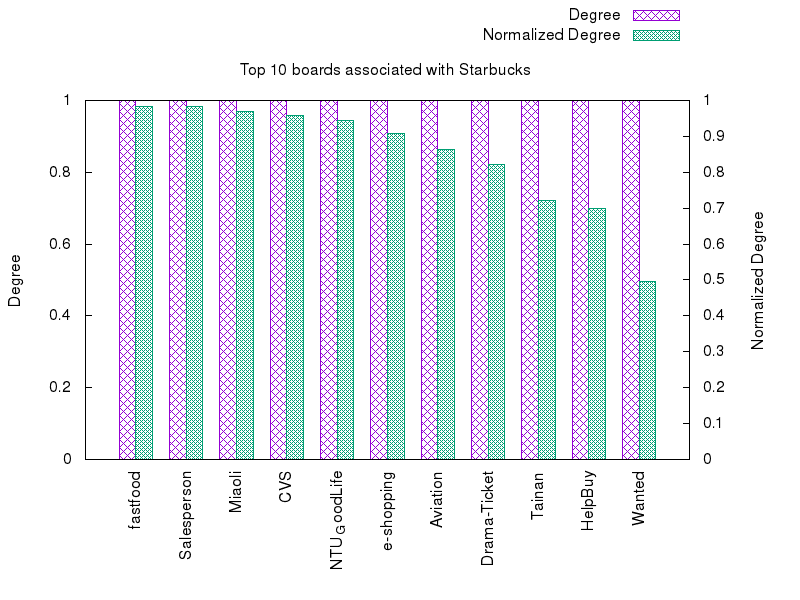 Degree
Normalized Degree
Top 10 boards associated with Starbucks
1
0.8
0.6
0.4
0.2
0
Degree
1
0.9
0.8
0.7
0.6
0.5
0.4
0.3
0.2
0.1
0
Normalized Degree
fastfood
Salesperson
Miaoli
CVS
NTU_GoodLife
e-shopping
Aviation
Drama-Ticket
Tainan
HelpBuy
Wanted